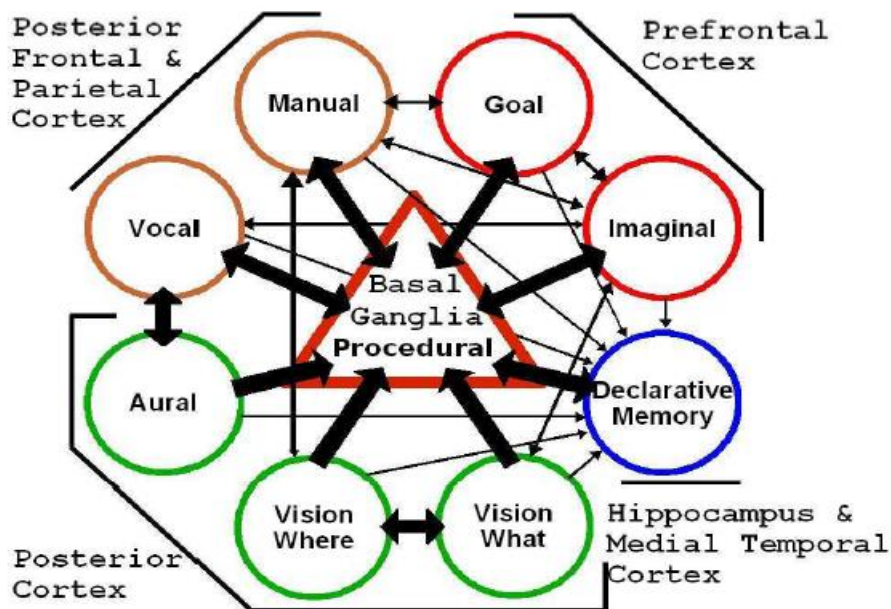 Posterior
Frontal &
Parietal
Cortex
Prefrontal
Cortex
Manual
Goal
Vocal
Imaginal
Basal
Ganglia
Procedural
Aural
Declarative
Memory
Vision
Where
Vision
What
Posterior
Cortex
Hippocampus &
Medial Temporal
Cortex